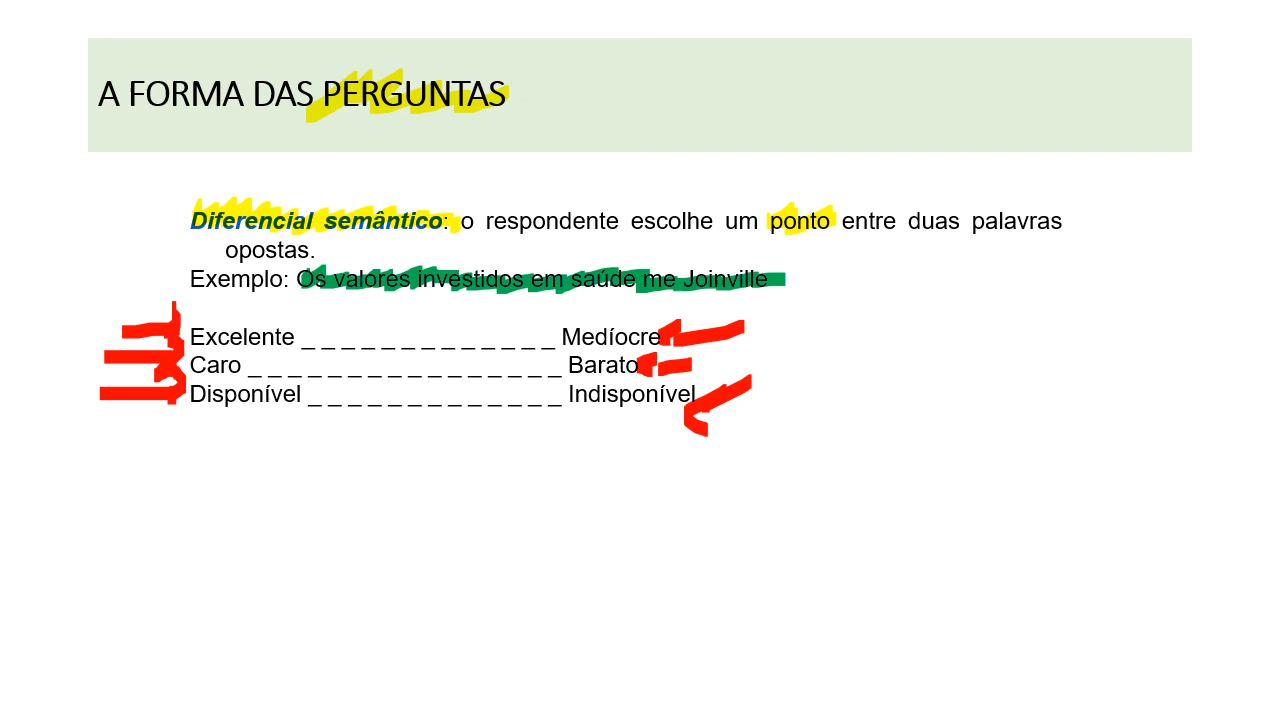 A FORMA DAS PERGUNTAS
Diferencial semântico: o respondente escolhe um ponto entre duas palavras
opostas.
Exemplo: Os valores investidos em saúde me Joinville
Excelente _ _ _ _ _ _ _ _ _ _ _ _ _ Medíocre
Caro _ _ _ _ _ _ _ _ _ _ _ _ _ _ _ _ Barato
Disponível _ _ _ _ _ _ _ _ _ _ _ _ _ Indisponível